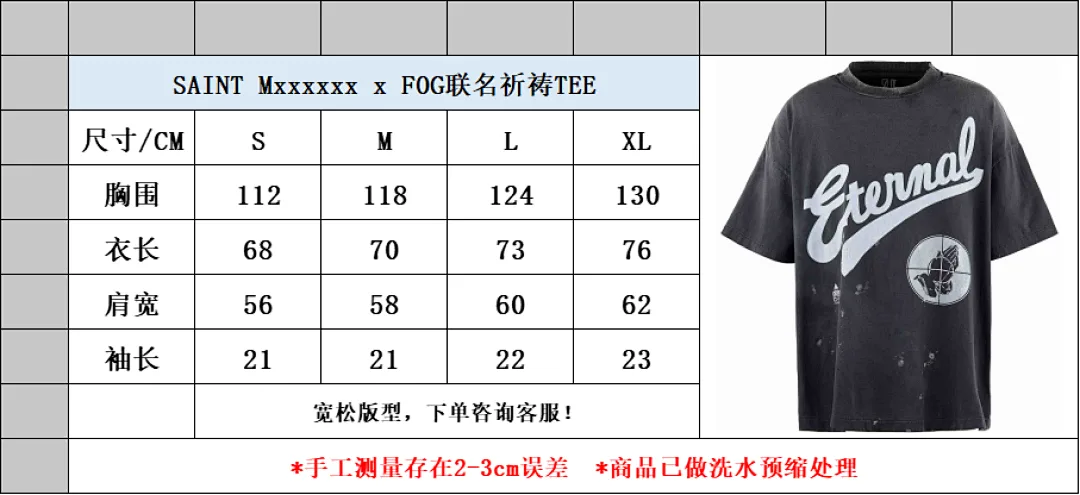 SAINT Mxxxxxx x FOG联名祈祷TEE
尺寸/CM S M L XL
胸围 112 118 124 130
衣长 68 70 73 76
肩宽 56 58 60 62
袖长 21 21 22 23
宽松版型，下单咨询客服！
*手工测量存在2-3cm误差 *商品已做洗水预缩处理
Eternal